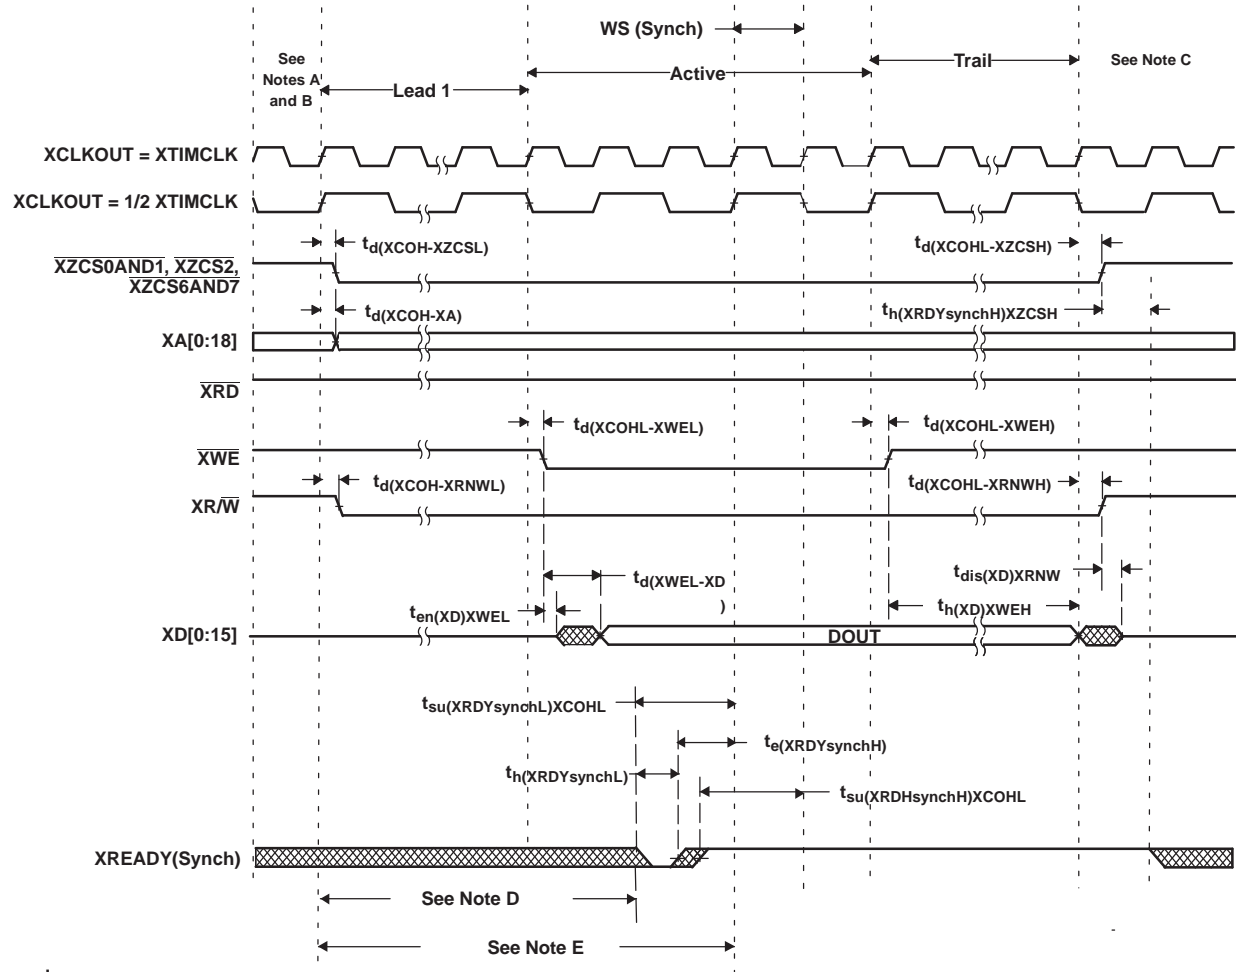 WS (Synch)
See
Notes A
and B
Lead 1
Active
Trail
See Note C
XCLKOUT = XTIMCLK
XCLKOUT = 1/2 XTIMCLK
td(XCOH-XZCSL)
td(XCOHL-XZCSH)
XZCS0AND1, XZCS2,
XZCS6AND7
td(XCOH-XA)
th(XRDYsynchH)XZCSH
XA[0:18]
XRD
td(XCOHL-XWEL)
td(XCOHL-XWEH)
XWE
td(XCOH-XRNWL)
td(XCOHL-XRNWH)
XR/W
td(XWEL-XD
)
tdis(XD)XRNW
ten(XD)XWEL
th(XD)XWEH
XD[0:15]
DOUT
tsu(XRDYsynchL)XCOHL
te(XRDYsynchH)
th(XRDYsynchL)
tsu(XRDHsynchH)XCOHL
XREADY(Synch)
See Note D
See Note E